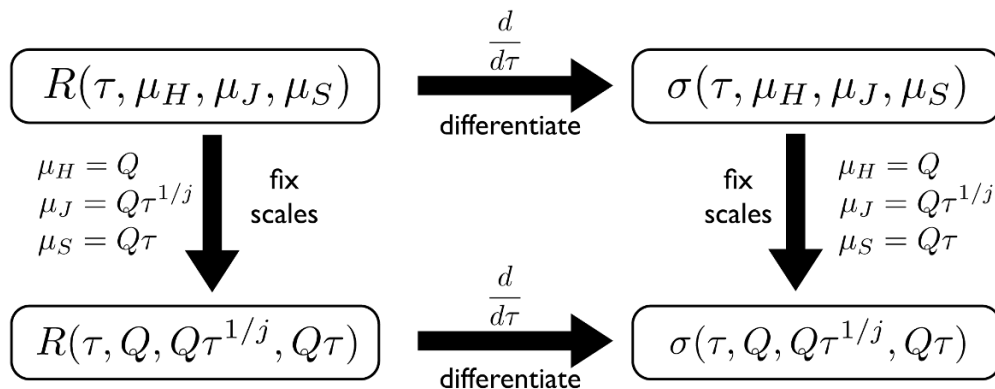 R(τ, μ_H, μ_J, μ_S)
d/dτ
differentiate
σ(τ, μ_H, μ_J, μ_S)
μ_H = Q
μ_J = Qτ^{1/j}
μ_S = Qτ
fix
scales
fix
scales
μ_H = Q
μ_J = Qτ^{1/j}
μ_S = Qτ
R(τ, Q, Qτ^{1/j}, Qτ)
d/dτ
differentiate
σ(τ, Q, Qτ^{1/j}, Qτ)